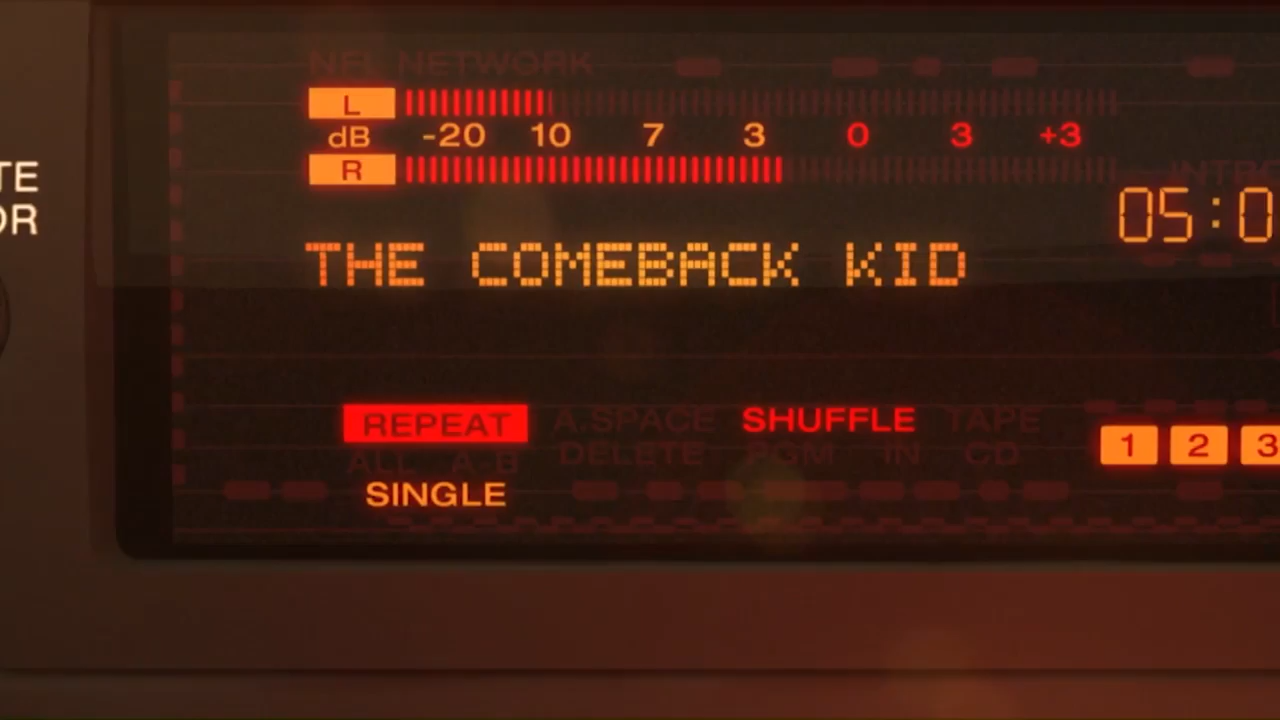 NFL NETWORK
L
dB -20 10 7 3 0 3 +3
R
TE
OR
INTRO
05:0
THE COMEBACK KID
REPEAT A.SPACE SHUFFLE TAPE
ALL A-B DELETE PGM IN CD
SINGLE
1 2 3